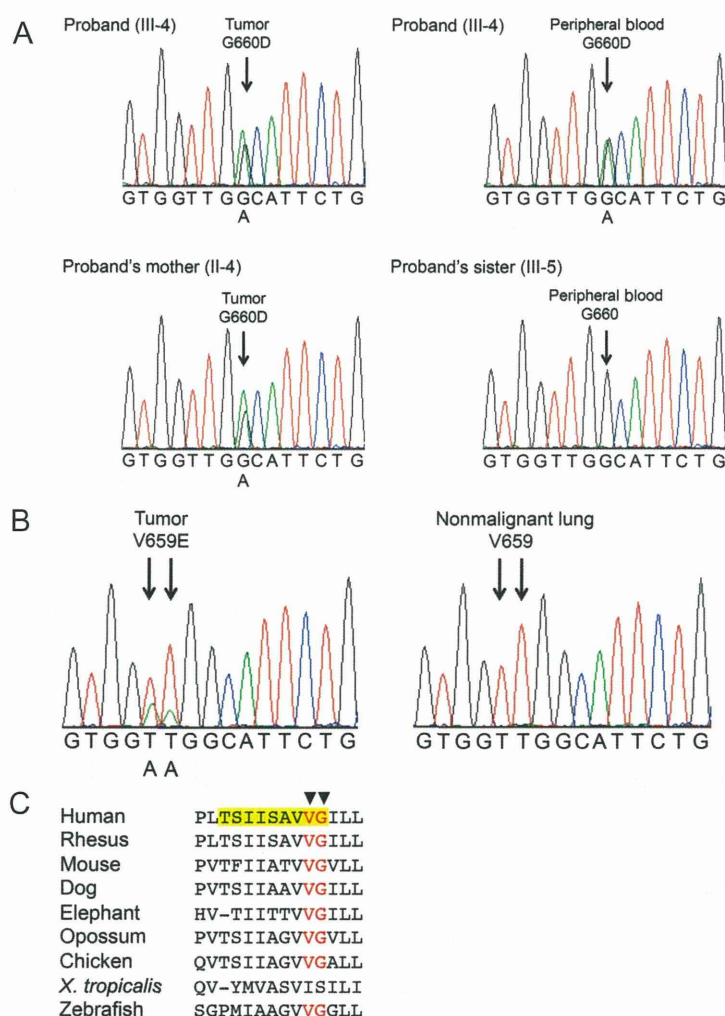 A
Proband (III-4)
Tumor
G660D
GTGGTTGGCATTCTG
A
Proband (III-4)
Peripheral blood
G660D
GTGGTTGGCATTCTG
A
Proband's mother (II-4)
Tumor
G660D
GTGGTTGGCATTCTG
A
Proband's sister (III-5)
Peripheral blood
G660
GTGGTTGGCATTCTG
B
Tumor
V659E
GTGGTTGGCATTCTG
AA
Nonmalignant lung
V659
GTGGTTGGCATTCTG
C
Human PLTSIISAVVGILL
Rhesus PLTSIISAVVGILL
Mouse PVTFIIATVVGVLL
Dog PVTSIIAAVVGILL
Elephant HV-TIITTVVGILL
Opossum PVTSIIAGVVGVLL
Chicken QVTSIIAGVVGALL
X. tropicalis QV-YMVASVISILI
Zebrafish SGPMIAAGVVGGLL